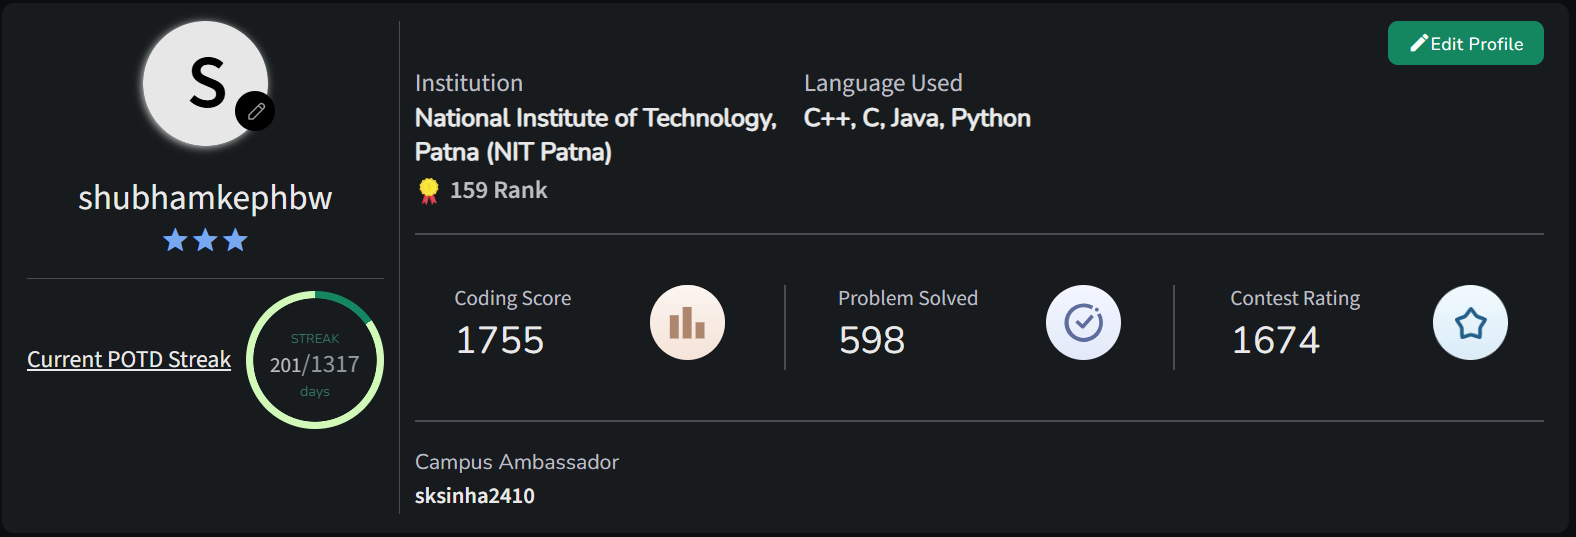 S
shubhamkephbw
Current POTD Streak
STREAK
201/1317
days
Edit Profile
Institution
National Institute of Technology,
Patna (NIT Patna)
159 Rank
Language Used
C++, C, Java, Python
Coding Score
1755
Problem Solved
598
Contest Rating
1674
Campus Ambassador
sksinha2410